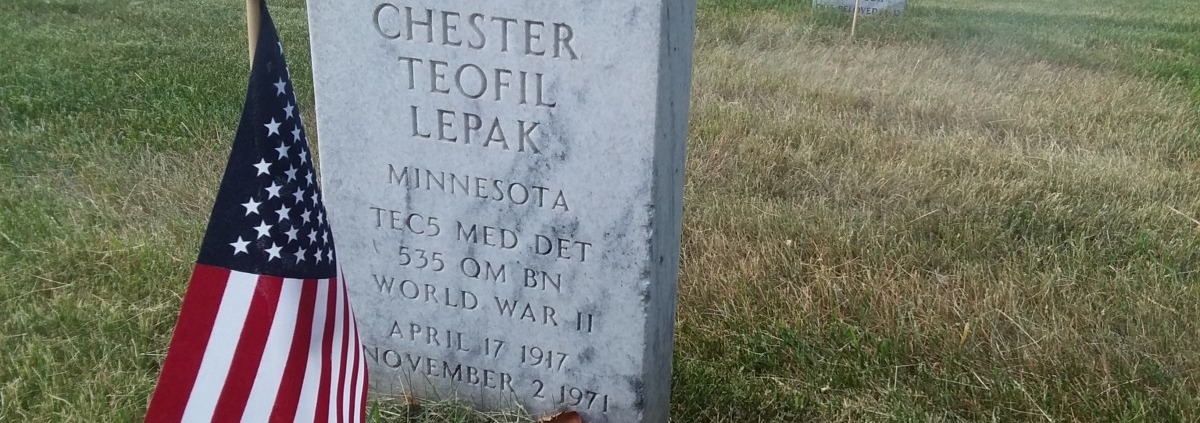 CHESTER
TEOFIL
LEPAK
MINNESOTA
TEC5 MED DET
535 QM BN
WORLD WAR II
APRIL 17 1917
NOVEMBER 2 1971
BELOVED